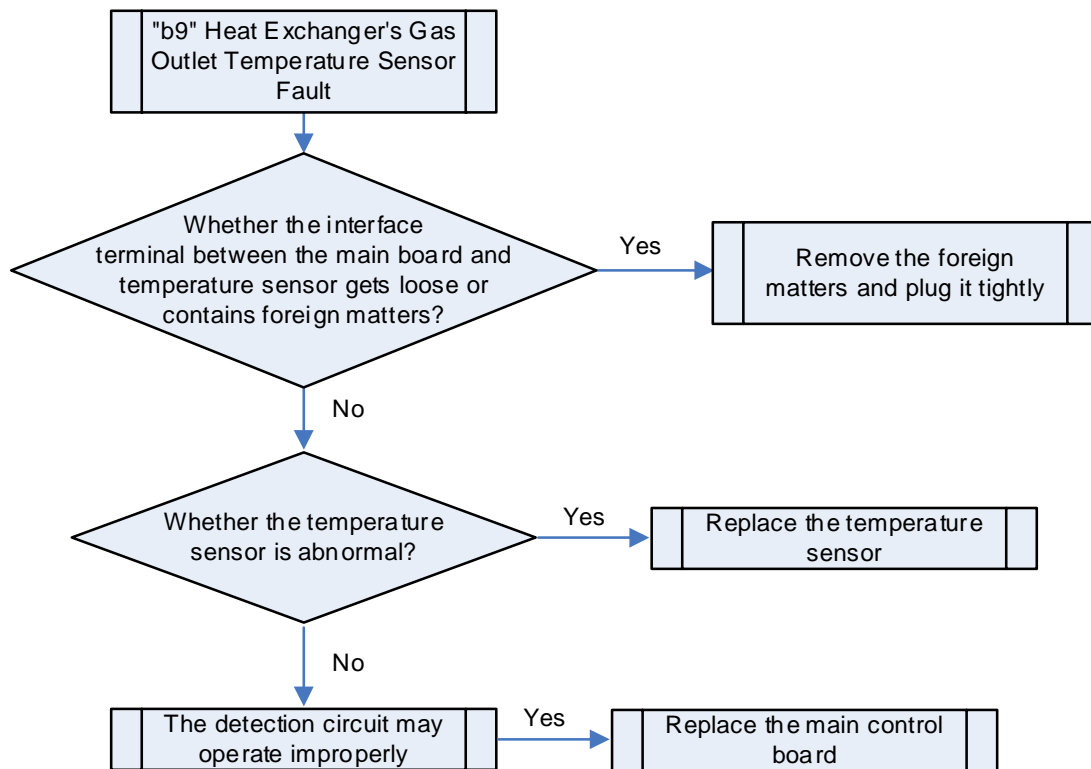 "b9" Heat Exchanger's Gas
Outlet Temperature Sensor
Fault
Whether the interface
terminal between the main board and
temperature sensor gets loose or
contains foreign matters?
Yes
Remove the foreign
matters and plug it tightly
No
Whether the temperature
sensor is abnormal?
Yes
Replace the temperature
sensor
No
The detection circuit may
operate improperly
Yes
Replace the main control
board